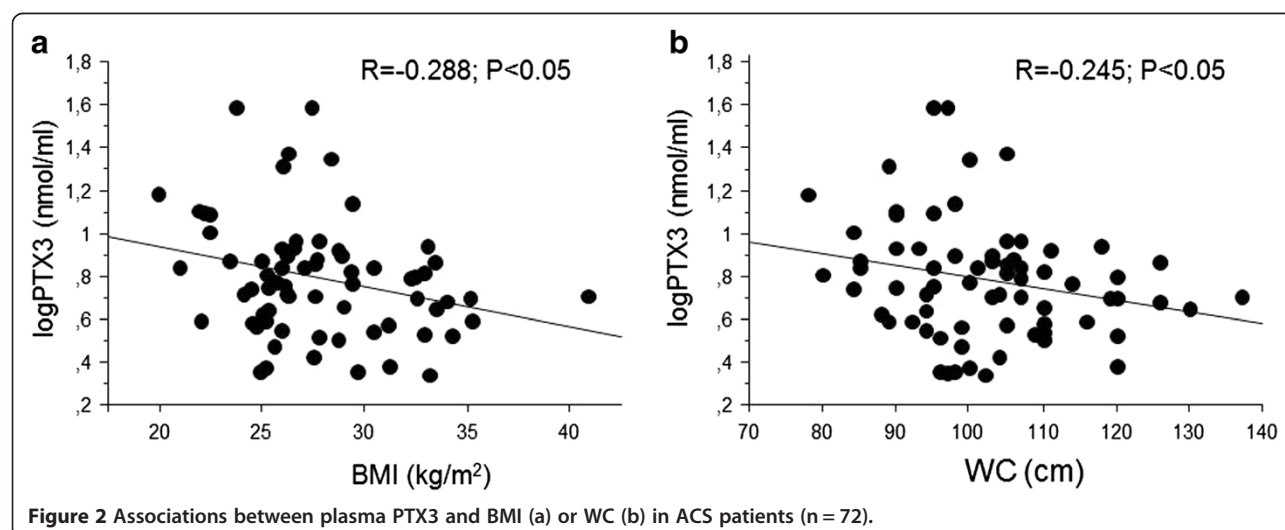 a
R=-0.288; P<0.05
logPTX3 (nmol/ml)
1,8
1,6
1,4
1,2
1
,8
,6
,4
,2
20 25 30 35 40
BMI (kg/m²)
b
R=-0.245; P<0.05
logPTX3 (nmol/ml)
1,8
1,6
1,4
1,2
1
,8
,6
,4
,2
70 80 90 100 110 120 130 140
WC (cm)
Figure 2 Associations between plasma PTX3 and BMI (a) or WC (b) in ACS patients (n = 72).